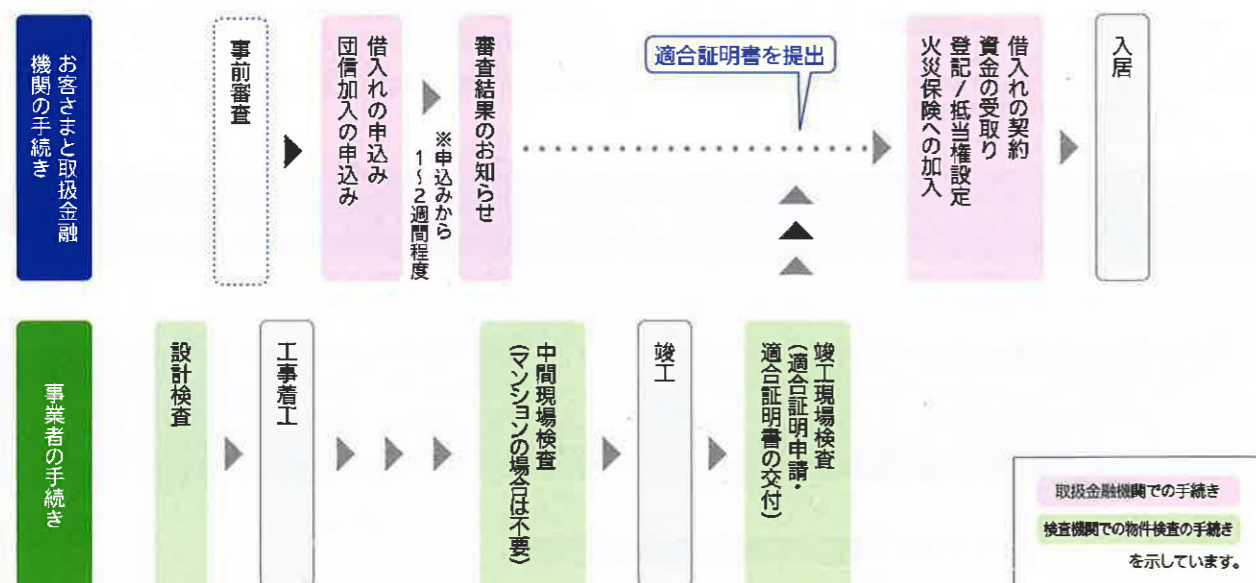 お客さまと取扱金融
機関の手続き
事前審査
借入れの申込み
団信加入の申込み
※申込みから
1~2週間程度
審査結果のお知らせ
適合証明書を提出
借入れの契約
資金の受取り
登記/抵当権設定
火災保険への加入
入居
事業者の手続き
設計検査
工事着工
中間現場検査
(マンションの場合は不要)
竣工
竣工現場検査
(適合証明申請・
適合証明書の交付)
取扱金融機関での手続き
検査機関での物件検査の手続き
を示しています。